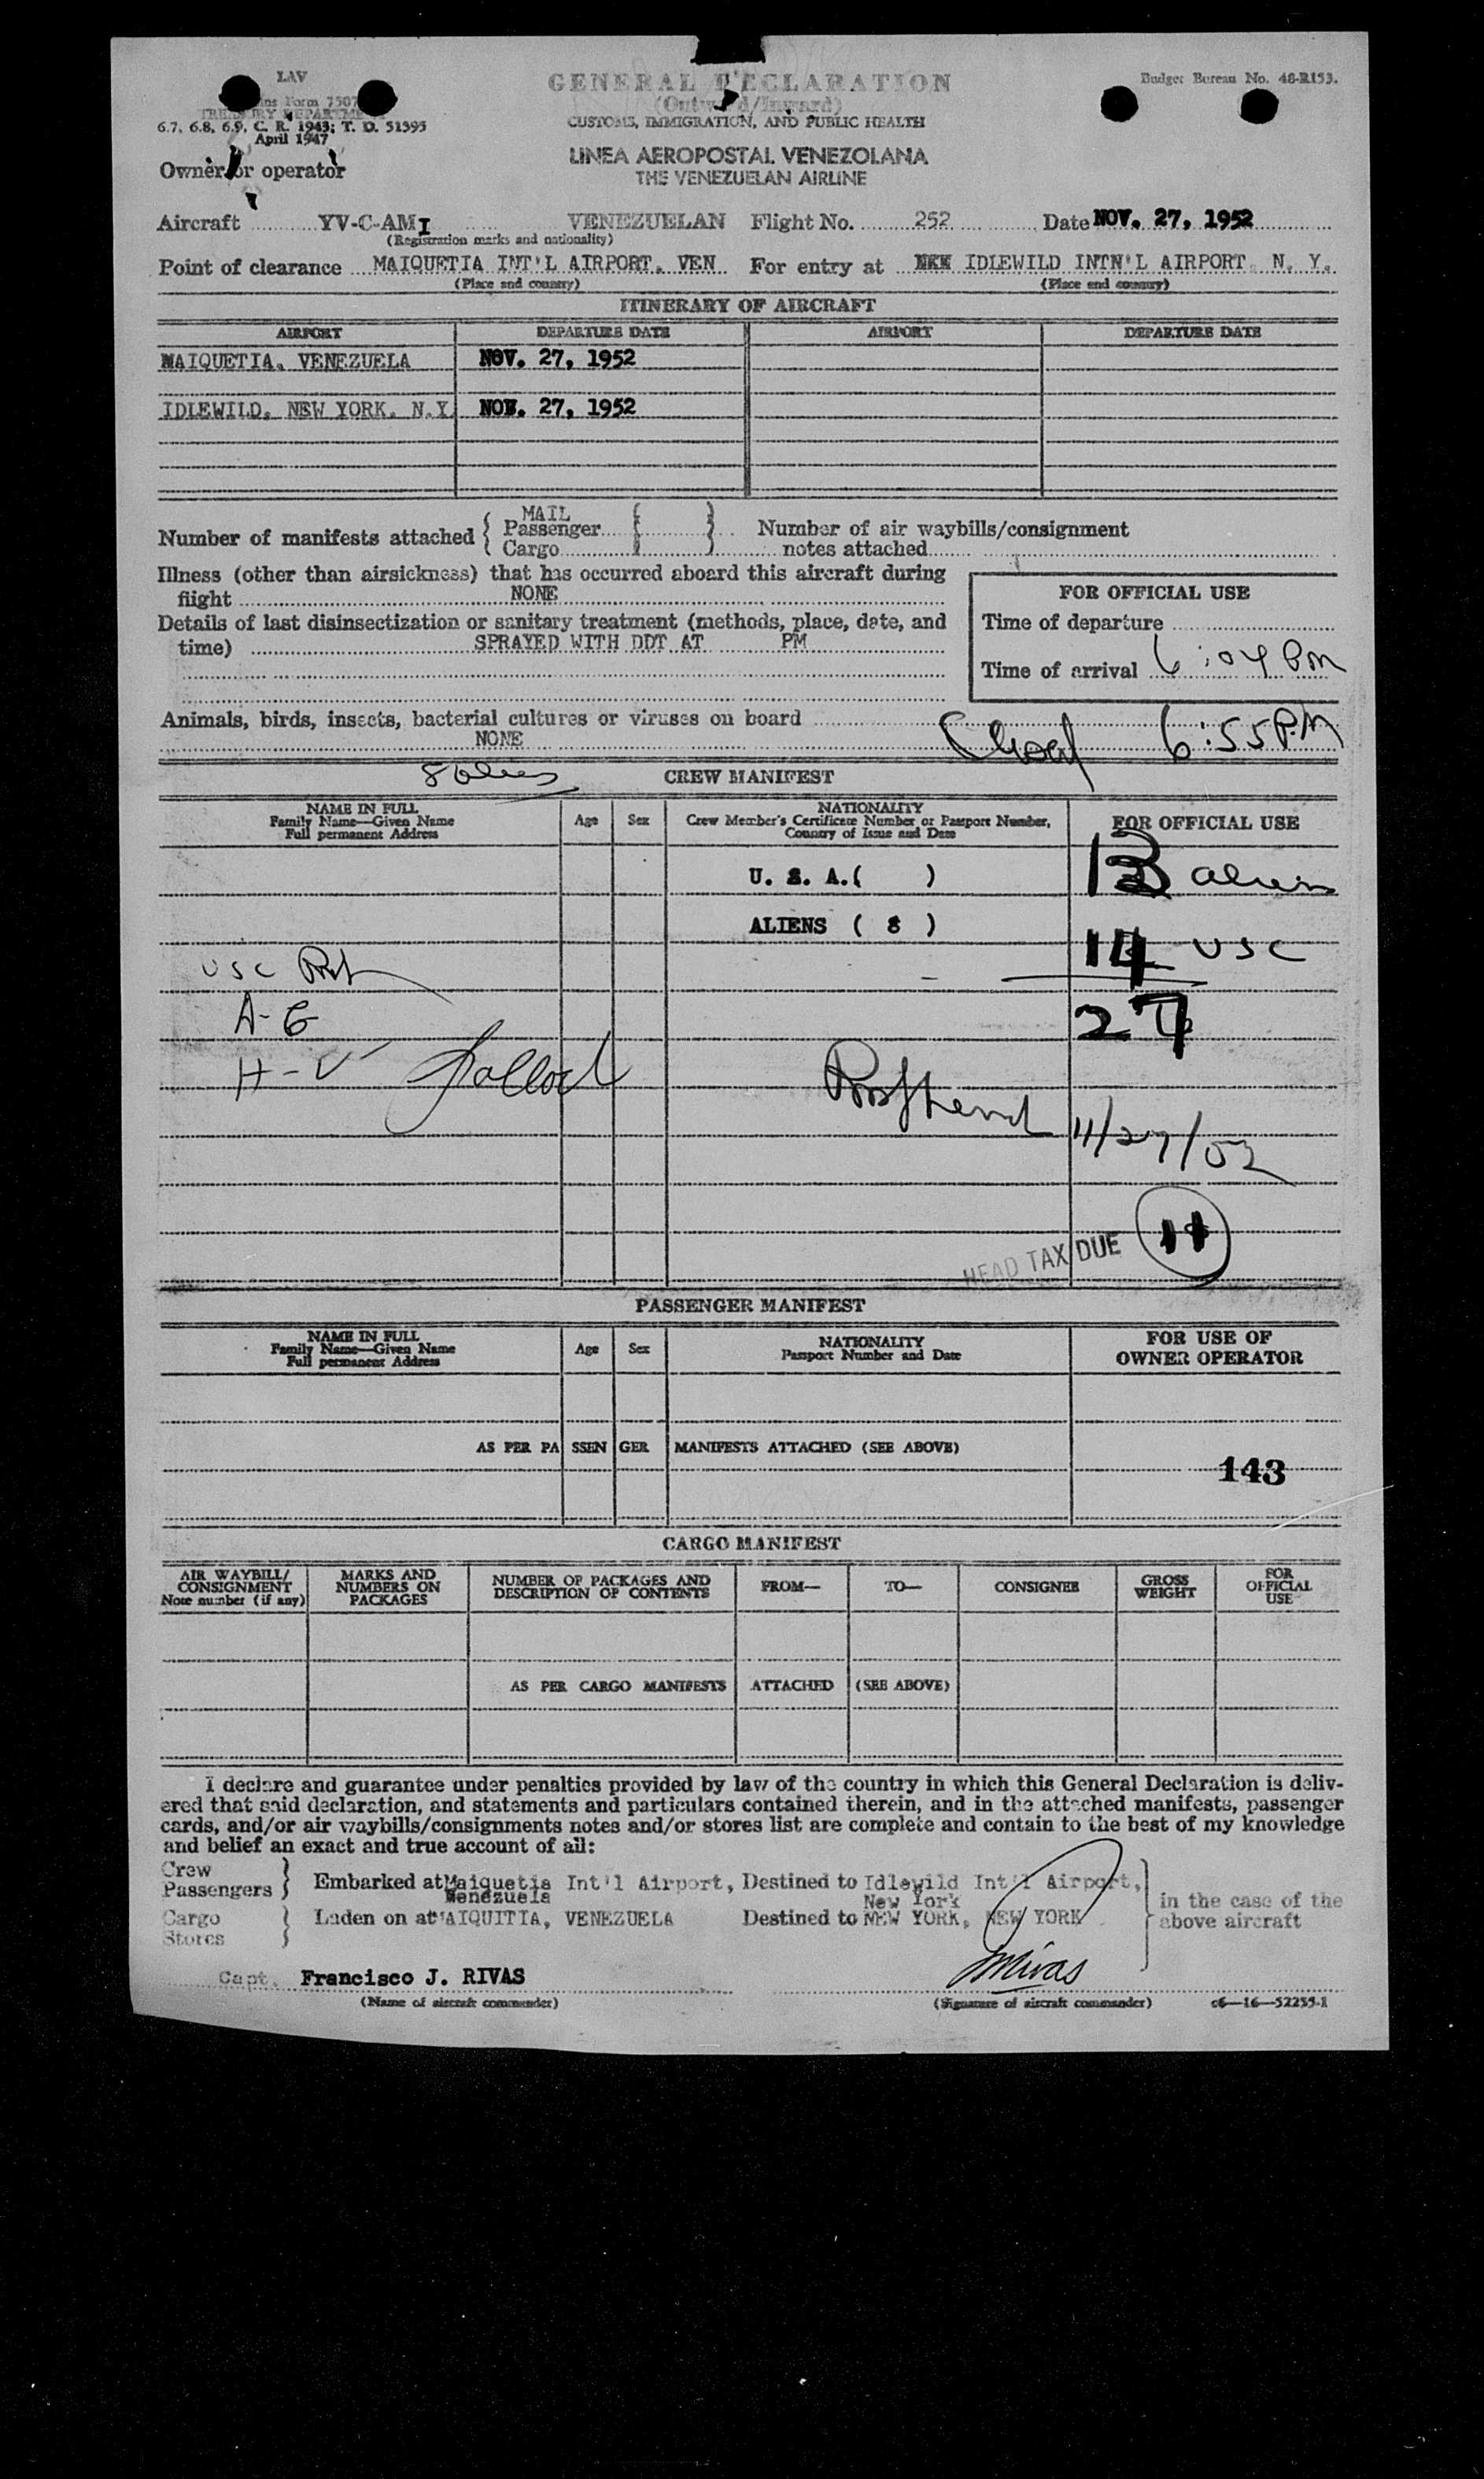 LAV
GENERAL DECLARATION
Budget Bureau No. 48-R153.
Form 7507
(Outward/Inward)
TREASURY DEPARTMENT
6.7, 6.8, 6.9, C. R. 1943; T. D. 51395
CUSTOMS, IMMIGRATION, AND PUBLIC HEALTH
April 1947
LINEA AEROPOSTAL VENEZOLANA
Owner or operator
THE VENEZUELAN AIRLINE
Aircraft YV-C-AMI VENEZUELAN Flight No. 252 Date NOV. 27, 1952
(Registration marks and nationality)
Point of clearance MAIQUETIA INT'L AIRPORT. VEN For entry at IDLEWILD INTN'L AIRPORT N. Y.
(Place and country) (Place and country)
ITINERARY OF AIRCRAFT
AIRPORT DEPARTURE DATE AIRPORT DEPARTURE DATE
MAIQUETIA, VENEZUELA NOV. 27, 1952
IDLEWILD, NEW YORK. N.Y. NOV. 27, 1952
MAIL
Number of manifests attached { Passenger Number of air waybills/consignment
Cargo notes attached
Illness (other than airsickness) that has occurred aboard this aircraft during
flight NONE
FOR OFFICIAL USE
Details of last disinsectization or sanitary treatment (methods, place, date, and
time) SPRAYED WITH DDT AT PM
Time of departure
Time of arrival 6:04 PM
Animals, birds, insects, bacterial cultures or viruses on board
NONE
6:55 P.M
CREW MANIFEST
NAME IN FULL
Family Name—Given Name
Full permanent Address
Age Sex
NATIONALITY
Crew Member's Certificate Number or Passport Number,
Country of Issue and Date
FOR OFFICIAL USE
U. S. A. ( )
13 aliens
ALIENS ( 8 )
14 USC
USC
27
A-G
H-V
11/27/52
HEAD TAX DUE 11
PASSENGER MANIFEST
NAME IN FULL
Family Name—Given Name
Full permanent Address
Age Sex
NATIONALITY
Passport Number and Date
FOR USE OF
OWNER OPERATOR
AS PER PASSENGER MANIFESTS ATTACHED (SEE ABOVE)
143
CARGO MANIFEST
AIR WAYBILL/
CONSIGNMENT
Note number (if any)
MARKS AND
NUMBERS ON
PACKAGES
NUMBER OF PACKAGES AND
DESCRIPTION OF CONTENTS
FROM— TO— CONSIGNEE
GROSS
WEIGHT
FOR
OFFICIAL
USE
AS PER CARGO MANIFESTS ATTACHED (SEE ABOVE)
I declare and guarantee under penalties provided by law of the country in which this General Declaration is deliv-
ered that said declaration, and statements and particulars contained therein, and in the attached manifests, passenger
cards, and/or air waybills/consignments notes and/or stores list are complete and contain to the best of my knowledge
and belief an exact and true account of all:
Crew
Passengers } Embarked at Maiquetia Int'l Airport, Destined to Idlewild Int'l Airport,
Venezuela New York
in the case of the
Cargo } Laden on at MAIQUITIA, VENEZUELA Destined to NEW YORK, NEW YORK
above aircraft
Stores
Capt. Francisco J. RIVAS
(Name of aircraft commander) (Signature of aircraft commander) c6—16—52255-1